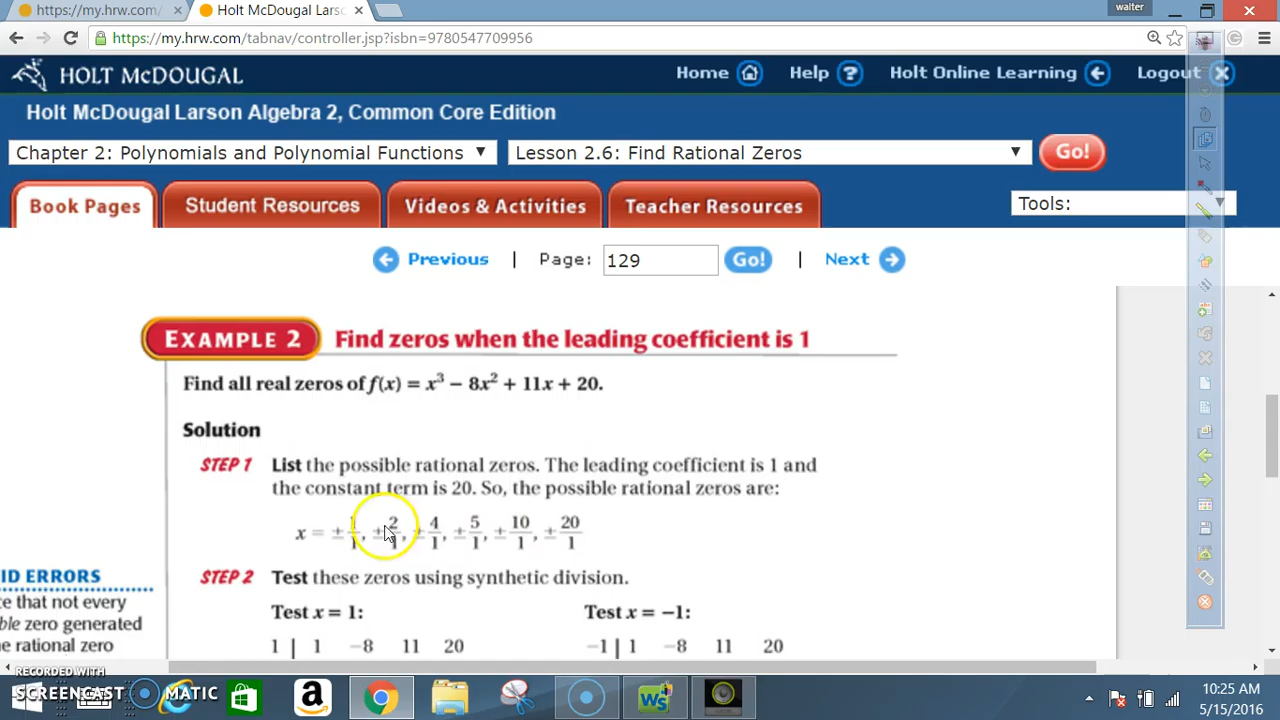 https://my.hrw.com/
Holt McDougal Larso
walter
https://my.hrw.com/tabnav/controller.jsp?isbn=9780547709956
HOLT MCDOUGAL
Home
Help ?
Holt Online Learning
Logout X
Holt McDougal Larson Algebra 2, Common Core Edition
Chapter 2: Polynomials and Polynomial Functions
Lesson 2.6: Find Rational Zeros
Go!
Book Pages
Student Resources
Videos & Activities
Teacher Resources
Tools:
Previous | Page: 129 Go! | Next
EXAMPLE 2 Find zeros when the leading coefficient is 1
Find all real zeros of f(x) = x³ − 8x² + 11x + 20.
Solution
STEP 1 List the possible rational zeros. The leading coefficient is 1 and
the constant term is 20. So, the possible rational zeros are:
x = ± 1/1, ± 2/1, ± 4/1, ± 5/1, ± 10/1, ± 20/1
STEP 2 Test these zeros using synthetic division.
ID ERRORS
te that not every
ble zero generated
e rational zero
Test x = 1:
Test x = −1:
1 | 1 −8 11 20
−1 | 1 −8 11 20
RECORDED WITH
SCREENCAST MATIC
10:25 AM
5/15/2016